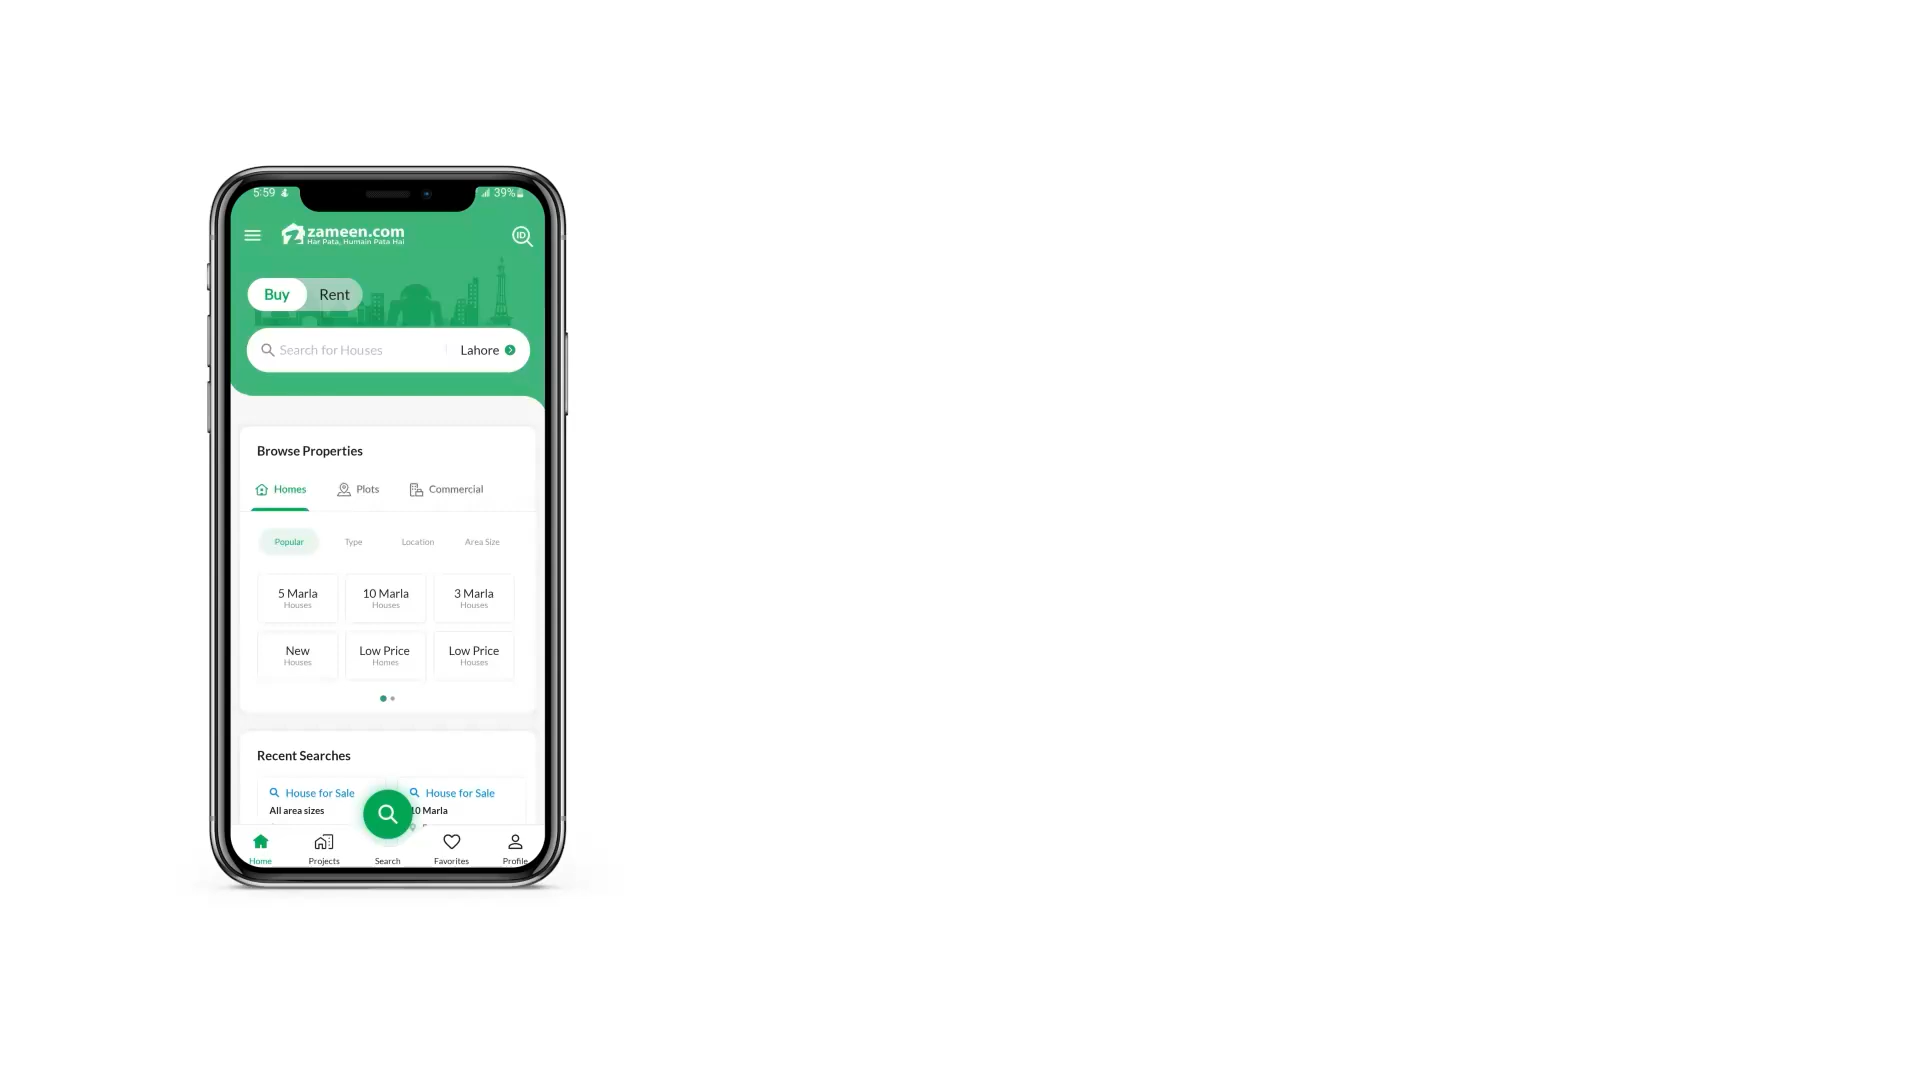 5:59 39%
zameen.com
Har Pata, Humain Pata Hai
ID
Buy Rent
Search for Houses Lahore
Browse Properties
Homes Plots Commercial
Popular Type Location Area Size
5 Marla 10 Marla 3 Marla
Houses Houses Houses
New Low Price Low Price
Houses Homes Houses
Recent Searches
House for Sale House for Sale
All area sizes 10 Marla
Home Projects Search Favorites Profile